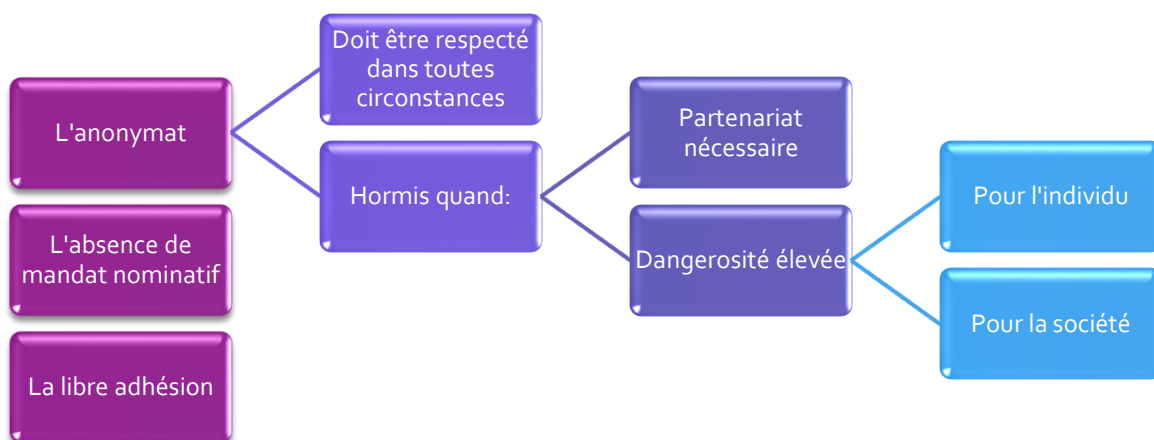 L'anonymat
Doit être respecté
dans toutes
circonstances
Hormis quand:
Partenariat
nécessaire
Dangerosité élevée
Pour l'individu
Pour la société
L'absence de
mandat nominatif
La libre adhésion